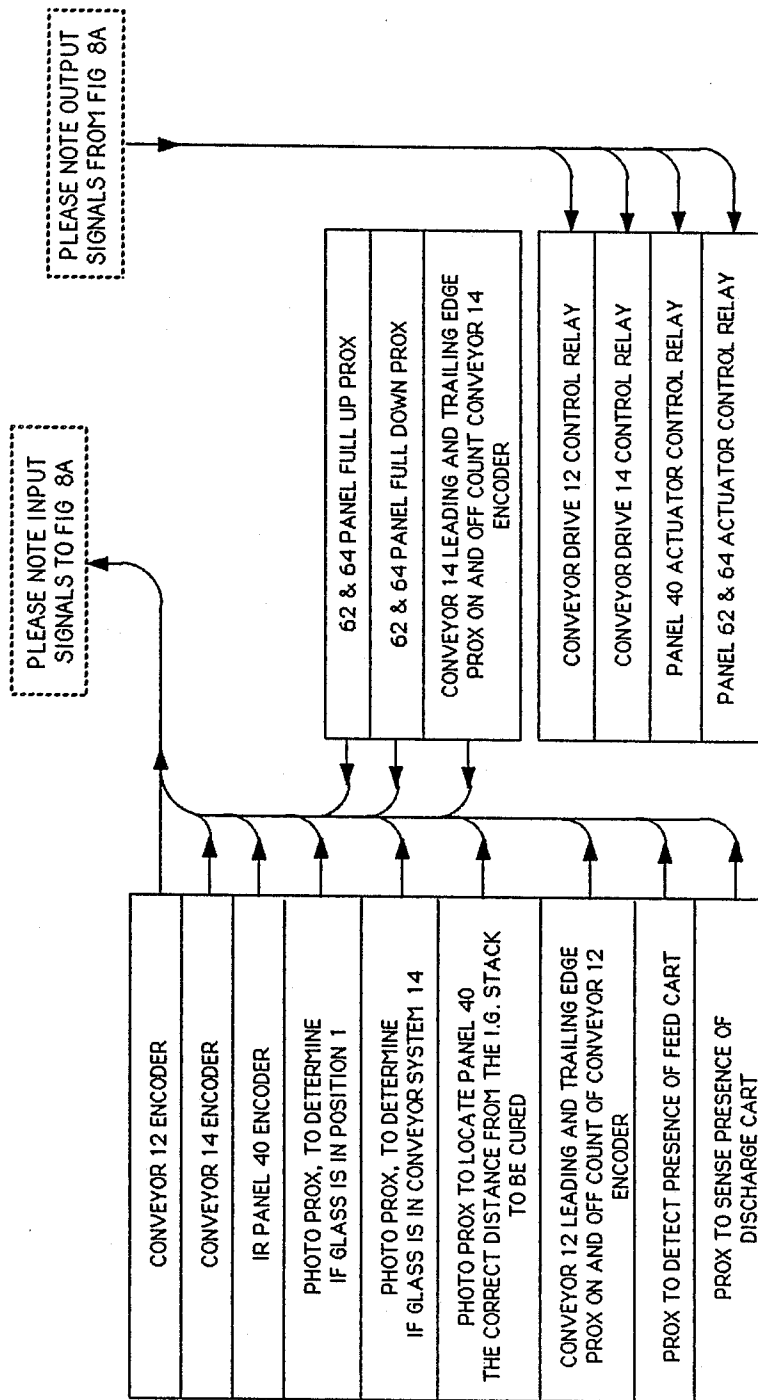 PLEASE NOTE INPUT
SIGNALS TO FIG 8A
PLEASE NOTE OUTPUT
SIGNALS FROM FIG 8A
CONVEYOR 12 ENCODER
CONVEYOR 14 ENCODER
IR PANEL 40 ENCODER
PHOTO PROX, TO DETERMINE
IF GLASS IS IN POSITION 1
PHOTO PROX, TO DETERMINE
IF GLASS IS IN CONVEYOR SYSTEM 14
PHOTO PROX TO LOCATE PANEL 40
THE CORRECT DISTANCE FROM THE I.G. STACK
TO BE CURED
CONVEYOR 12 LEADING AND TRAILING EDGE
PROX ON AND OFF COUNT OF CONVEYOR 12
ENCODER
PROX TO DETECT PRESENCE OF FEED CART
PROX TO SENSE PRESENCE OF
DISCHARGE CART
62 & 64 PANEL FULL UP PROX
62 & 64 PANEL FULL DOWN PROX
CONVEYOR 14 LEADING AND TRAILING EDGE
PROX ON AND OFF COUNT CONVEYOR 14
ENCODER
CONVEYOR DRIVE 12 CONTROL RELAY
CONVEYOR DRIVE 14 CONTROL RELAY
PANEL 40 ACTUATOR CONTROL RELAY
PANEL 62 & 64 ACTUATOR CONTROL RELAY